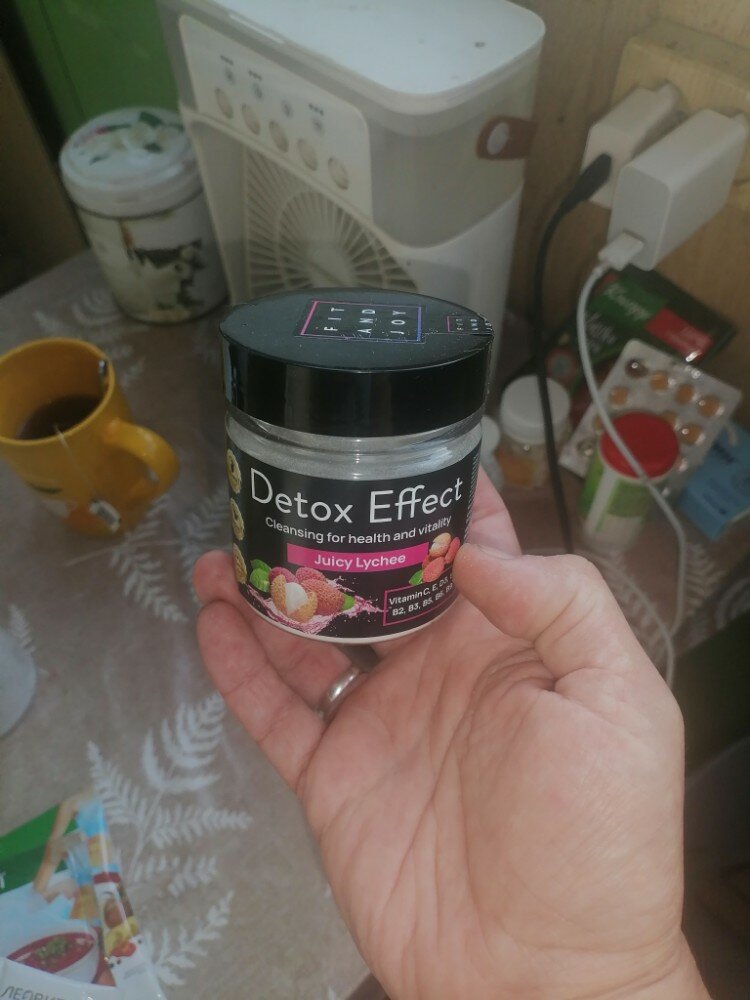 FIT
AND
JOY
Detox Effect
Cleansing for health and vitality
Juicy Lychee
Vitamin C, E, D3,
B2, B3, B5, B6,